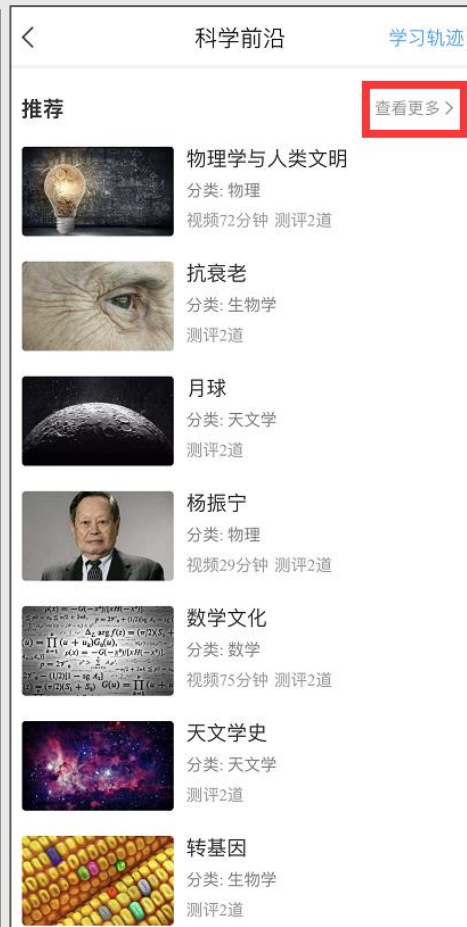 科学前沿
学习轨迹
推荐
查看更多
物理学与人类文明
分类: 物理
视频72分钟 测评2道
抗衰老
分类: 生物学
测评2道
月球
分类: 天文学
测评2道
杨振宁
分类: 物理
视频29分钟 测评2道
数学文化
分类: 数学
视频75分钟 测评2道
天文学史
分类: 天文学
测评2道
转基因
分类: 生物学
测评2道